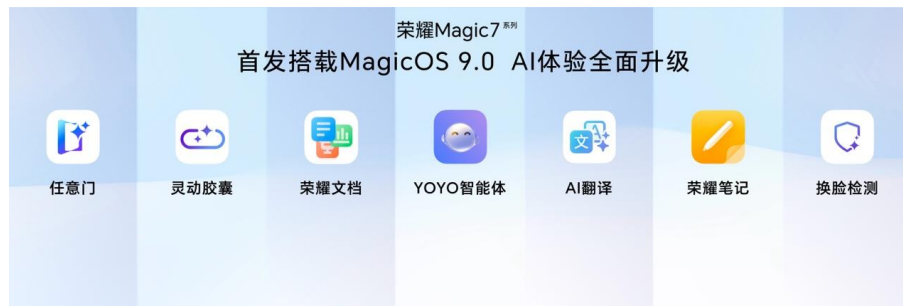 荣耀Magic7系列
首发搭载MagicOS 9.0 AI体验全面升级
任意门
灵动胶囊
荣耀文档
YOYO智能体
AI翻译
荣耀笔记
换脸检测